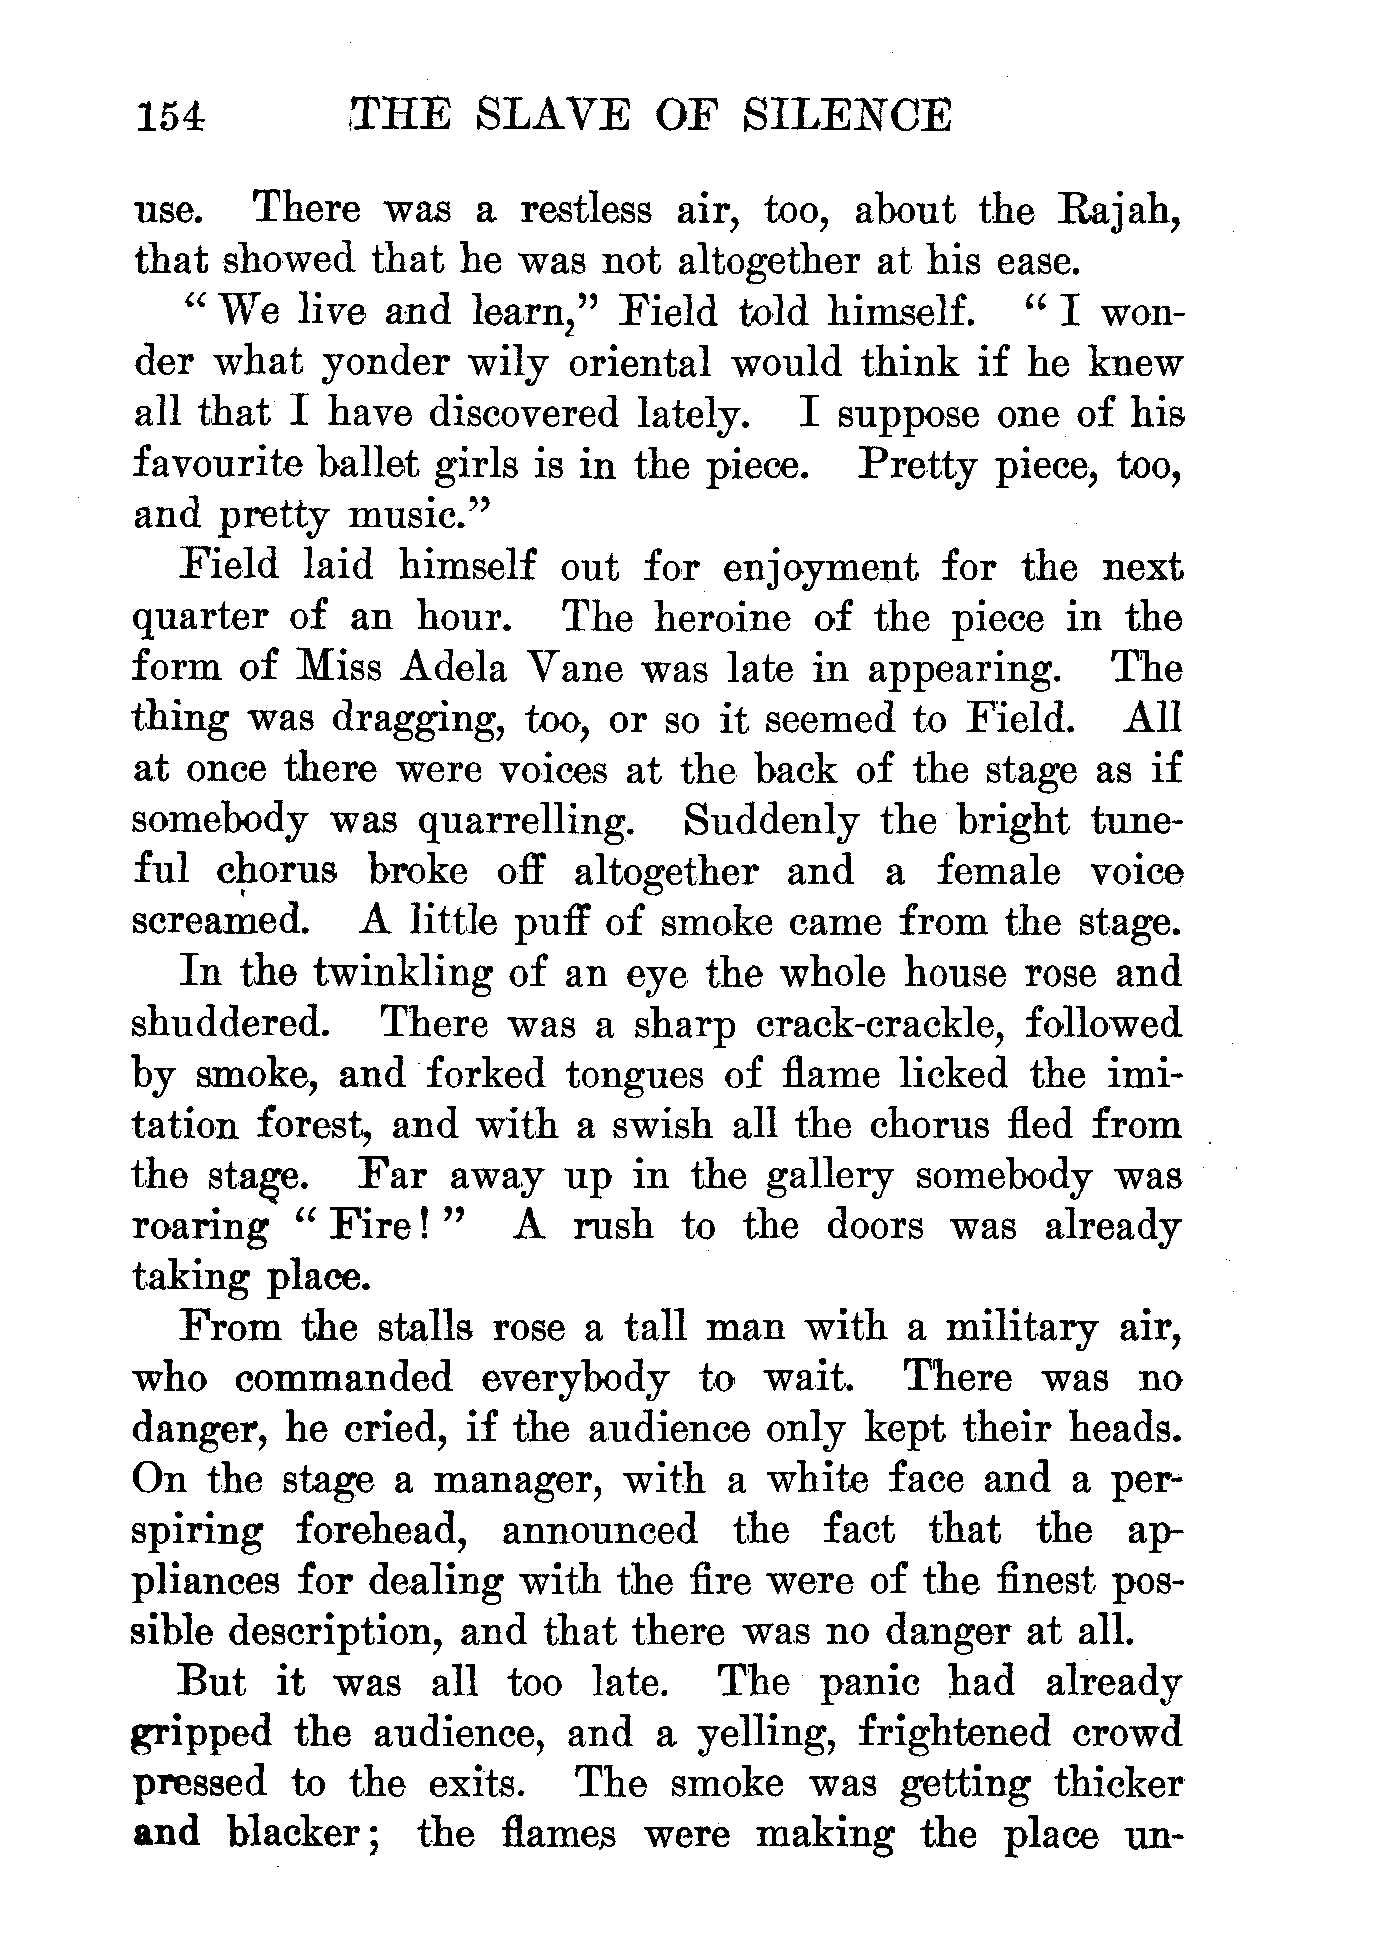 154 THE SLAVE OF SILENCE
use. There was a restless air, too, about the Rajah,
that showed that he was not altogether at his ease.
“ We live and learn,” Field told himself. “ I won-
der what yonder wily oriental would think if he knew
all that I have discovered lately. I suppose one of his
favourite ballet girls is in the piece. Pretty piece, too,
and pretty music.”
Field laid himself out for enjoyment for the next
quarter of an hour. The heroine of the piece in the
form of Miss Adela Vane was late in appearing. The
thing was dragging, too, or so it seemed to Field. All
at once there were voices at the back of the stage as if
somebody was quarrelling. Suddenly the bright tune-
ful chorus broke off altogether and a female voice
screamed. A little puff of smoke came from the stage.
In the twinkling of an eye the whole house rose and
shuddered. There was a sharp crack-crackle, followed
by smoke, and forked tongues of flame licked the imi-
tation forest, and with a swish all the chorus fled from
the stage. Far away up in the gallery somebody was
roaring “ Fire! ” A rush to the doors was already
taking place.
From the stalls rose a tall man with a military air,
who commanded everybody to wait. There was no
danger, he cried, if the audience only kept their heads.
On the stage a manager, with a white face and a per-
spiring forehead, announced the fact that the ap-
pliances for dealing with the fire were of the finest pos-
sible description, and that there was no danger at all.
But it was all too late. The panic had already
gripped the audience, and a yelling, frightened crowd
pressed to the exits. The smoke was getting thicker
and blacker; the flames were making the place un-